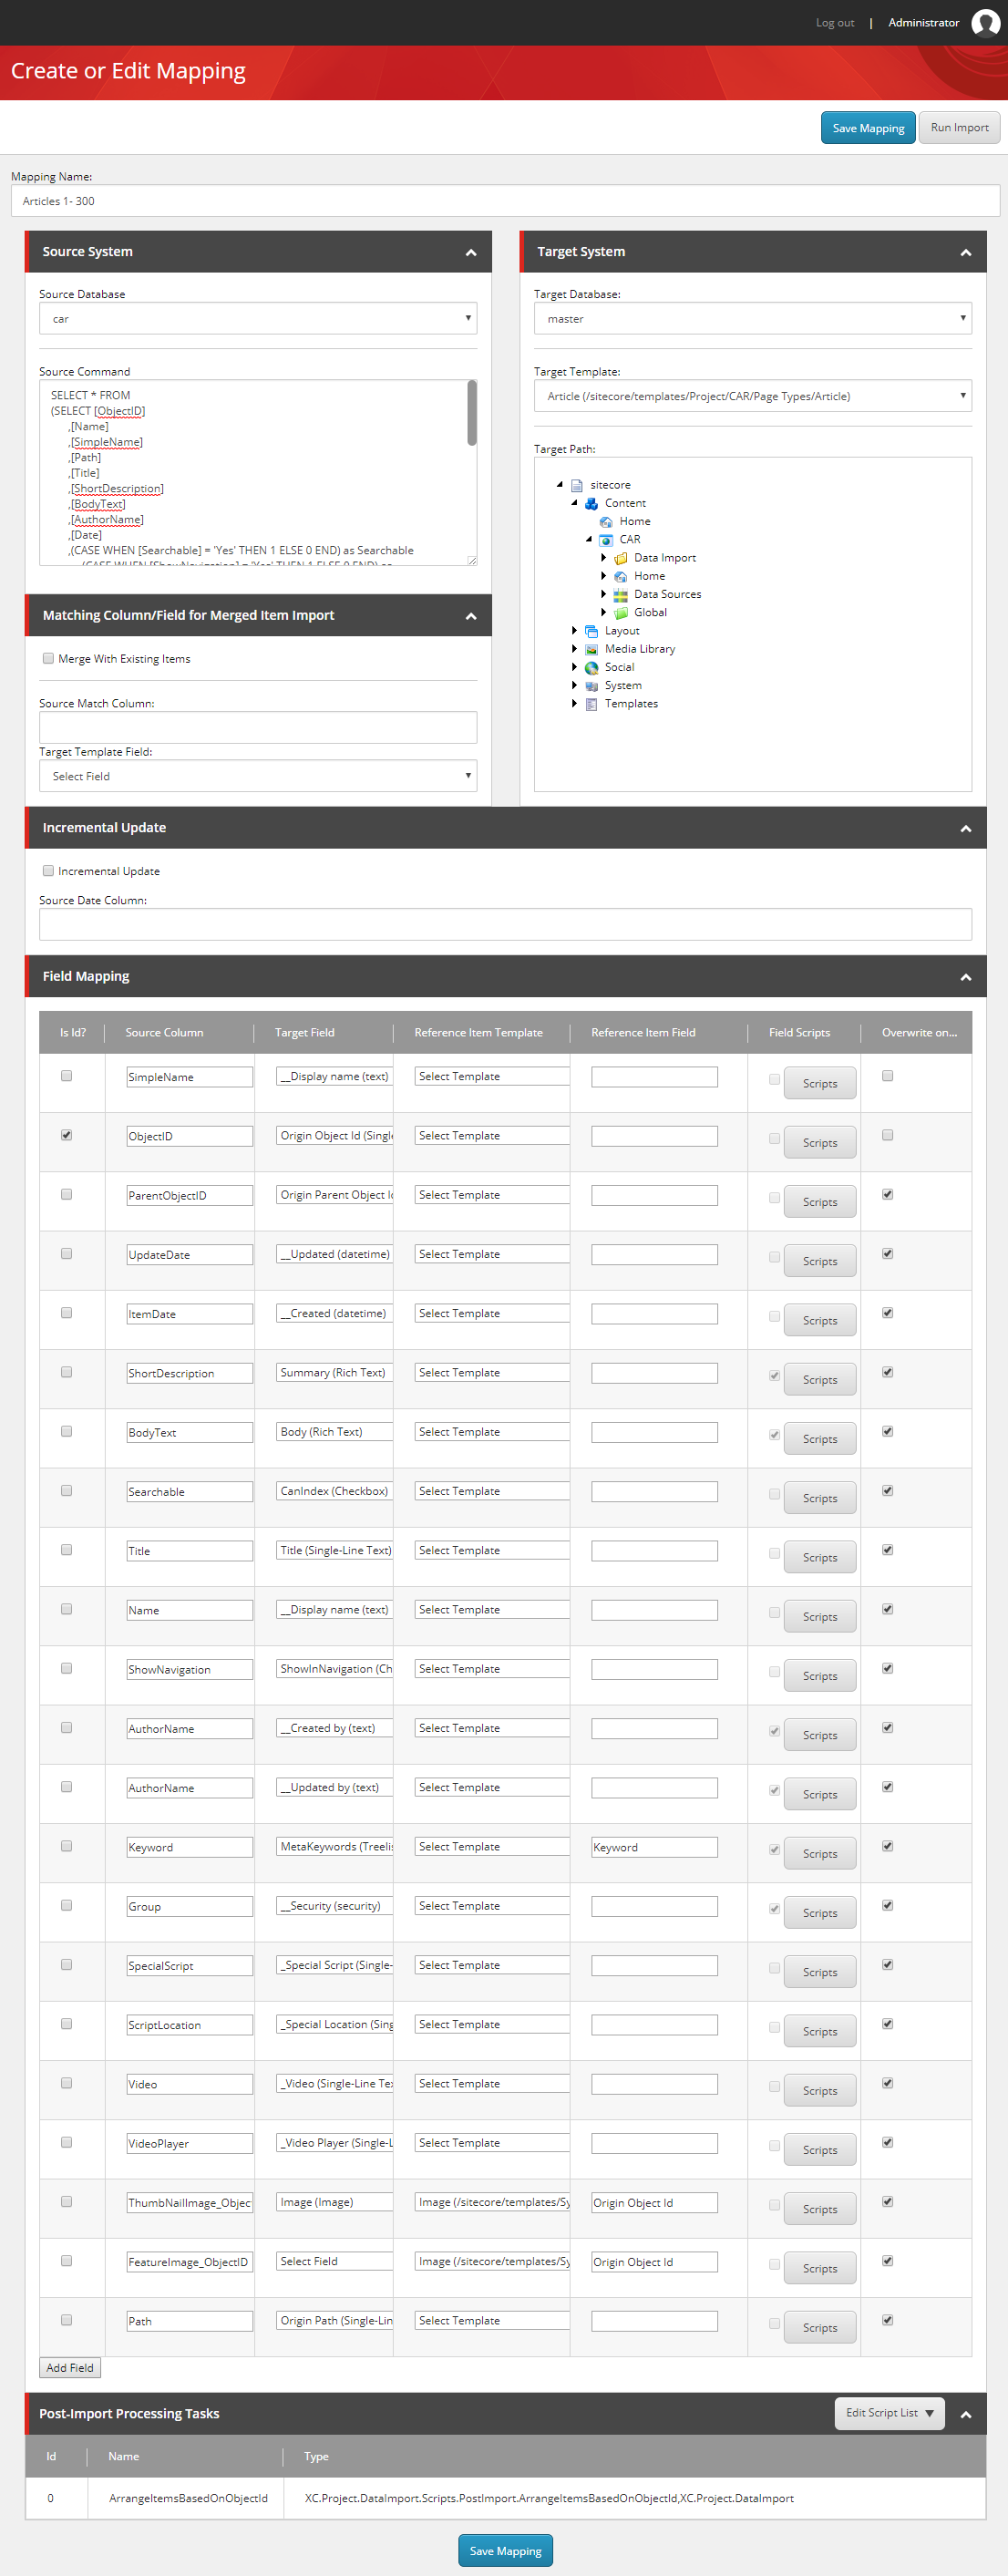 Log out | Administrator
Create or Edit Mapping
Save Mapping Run Import
Mapping Name:
Articles 1- 300
Source System
Source Database
car
Source Command
SELECT * FROM
(SELECT [ObjectID]
,[Name]
,[SimpleName]
,[Path]
,[Title]
,[ShortDescription]
,[BodyText]
,[AuthorName]
,[Date]
,(CASE WHEN [Searchable] = 'Yes' THEN 1 ELSE 0 END) as Searchable
(CASE WHEN [ShowNavigation] = 'Yes' THEN 1 ELSE 0 END) as
Matching Column/Field for Merged Item Import
Merge With Existing Items
Source Match Column:
Target Template Field:
Select Field
Target System
Target Database:
master
Target Template:
Article (/sitecore/templates/Project/CAR/Page Types/Article)
Target Path:
sitecore
Content
Home
CAR
Data Import
Home
Data Sources
Global
Layout
Media Library
Social
System
Templates
Incremental Update
Incremental Update
Source Date Column:
Field Mapping
Is Id? Source Column Target Field Reference Item Template Reference Item Field Field Scripts Overwrite on...
SimpleName __Display name (text) Select Template Scripts
ObjectID Origin Object Id (Singl Select Template Scripts
ParentObjectID Origin Parent Object Id Select Template Scripts
UpdateDate __Updated (datetime) Select Template Scripts
ItemDate __Created (datetime) Select Template Scripts
ShortDescription Summary (Rich Text) Select Template Scripts
BodyText Body (Rich Text) Select Template Scripts
Searchable CanIndex (Checkbox) Select Template Scripts
Title Title (Single-Line Text) Select Template Scripts
Name __Display name (text) Select Template Scripts
ShowNavigation ShowInNavigation (Ch Select Template Scripts
AuthorName __Created by (text) Select Template Scripts
AuthorName __Updated by (text) Select Template Scripts
Keyword MetaKeywords (Treelis Select Template Keyword Scripts
Group __Security (security) Select Template Scripts
SpecialScript _Special Script (Single- Select Template Scripts
ScriptLocation _Special Location (Sing Select Template Scripts
Video _Video (Single-Line Tex Select Template Scripts
VideoPlayer _Video Player (Single-L Select Template Scripts
ThumbNailImage_Objec Image (Image) Image (/sitecore/templates/Sy Origin Object Id Scripts
FeatureImage_ObjectID Select Field Image (/sitecore/templates/Sy Origin Object Id Scripts
Path Origin Path (Single-Lin Select Template Scripts
Add Field
Post-Import Processing Tasks Edit Script List
Id Name Type
0 ArrangeItemsBasedOnObjectId XC.Project.DataImport.Scripts.PostImport.ArrangeItemsBasedOnObjectId,XC.Project.DataImport
Save Mapping